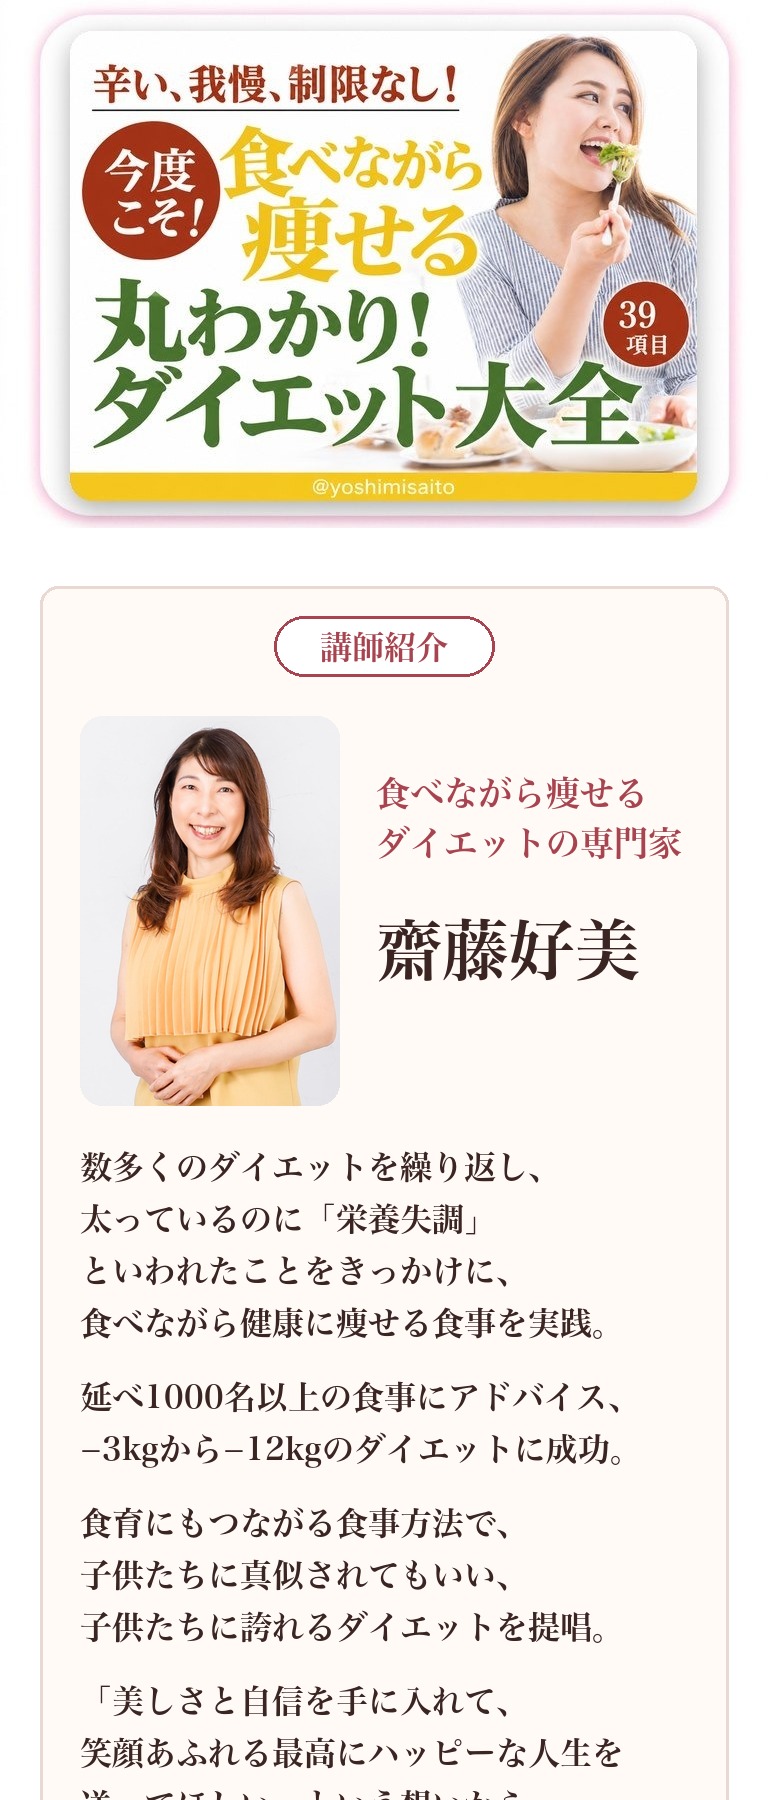 辛い、我慢、制限なし！
今度
こそ！
食べながら
痩せる
丸わかり！
ダイエット大全
39
項目
@yoshimisaito
講師紹介
食べながら痩せる
ダイエットの専門家
齋藤好美
数多くのダイエットを繰り返し、
太っているのに「栄養失調」
といわれたことをきっかけに、
食べながら健康に痩せる食事を実践。
延べ1000名以上の食事にアドバイス、
−3kgから−12kgのダイエットに成功。
食育にもつながる食事方法で、
子供たちに真似されてもいい、
子供たちに誇れるダイエットを提唱。
「美しさと自信を手に入れて、
笑顔あふれる最高にハッピーな人生を